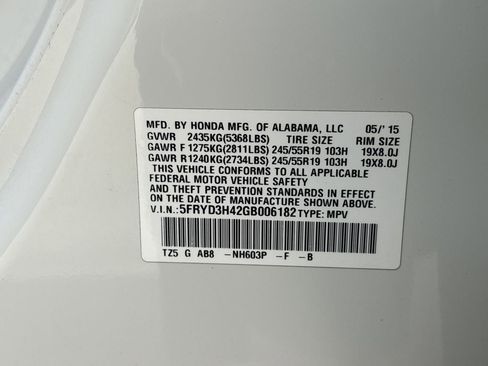 MFD. BY HONDA MFG. OF ALABAMA, LLC 05/' 15
GVWR 2435KG(5368LBS) TIRE SIZE RIM SIZE
GAWR F 1275KG(2811LBS) 245/55R19 103H 19X8.0J
GAWR R1240KG(2734LBS) 245/55R19 103H 19X8.0J
THIS VEHICLE CONFORMS TO ALL APPLICABLE
FEDERAL MOTOR VEHICLE SAFETY
AND THEFT PREVENTION STANDARDS IN EFFECT
ON THE DATE OF MANUFACTURE SHOWN ABOVE.
V.I.N.: 5FRYD3H42GB006182 TYPE: MPV
TZ5 G AB8 -NH603P -F -B